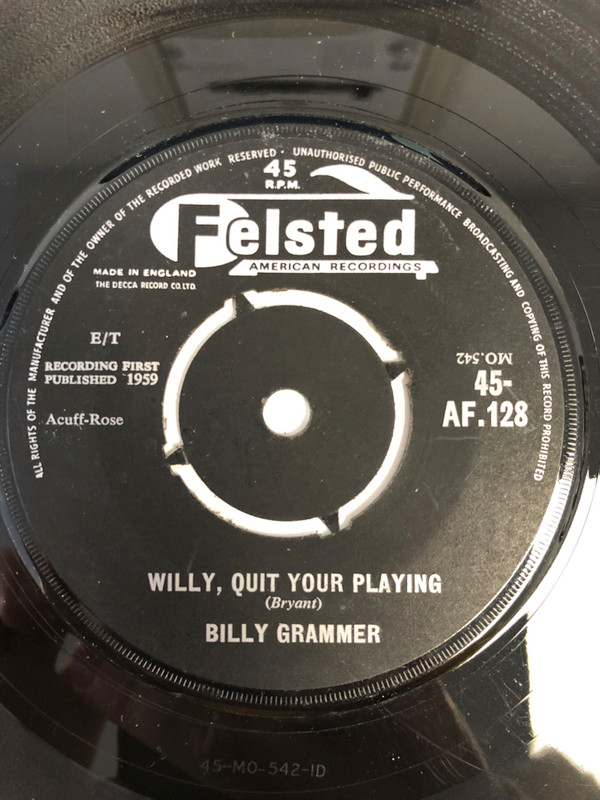 ALL RIGHTS OF THE MANUFACTURER AND OF THE OWNER OF THE RECORDED WORK RESERVED · UNAUTHORISED PUBLIC PERFORMANCE BROADCASTING AND COPYING OF THIS RECORD PROHIBITED
45
R.P.M.
Felsted
AMERICAN RECORDINGS
MADE IN ENGLAND
THE DECCA RECORD CO. LTD.
E/T
RECORDING FIRST
PUBLISHED 1959
Acuff-Rose
MO.542
45-
AF.128
WILLY, QUIT YOUR PLAYING
(Bryant)
BILLY GRAMMER
45-MO-542-1D